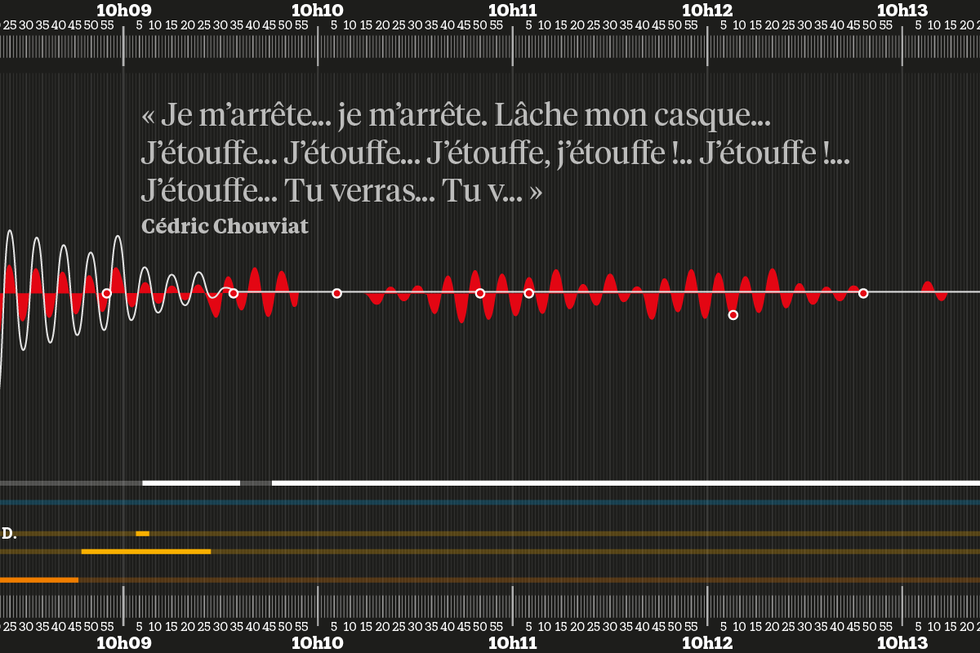 10h09 10h10 10h11 10h12 10h13
25 30 35 40 45 50 55 5 10 15 20 25 30 35 40 45 50 55 5 10 15 20 25 30 35 40 45 50 55 5 10 15 20 25 30 35 40 45 50 55 5 10 15 20 25 30 35 40 45 50 55 5 10 15 20
« Je m’arrête... je m’arrête. Lâche mon casque...
J’étouffe... J’étouffe... J’étouffe, j’étouffe !.. J’étouffe !...
J’étouffe... Tu verras... Tu v... »
Cédric Chouviat
D.
25 30 35 40 45 50 55 5 10 15 20 25 30 35 40 45 50 55 5 10 15 20 25 30 35 40 45 50 55 5 10 15 20 25 30 35 40 45 50 55 5 10 15 20 25 30 35 40 45 50 55 5 10 15 20
10h09 10h10 10h11 10h12 10h13